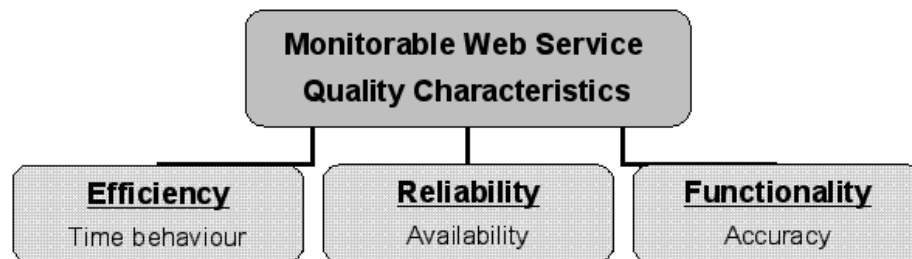 Monitorable Web Service
Quality Characteristics
Efficiency
Time behaviour
Reliability
Availability
Functionality
Accuracy